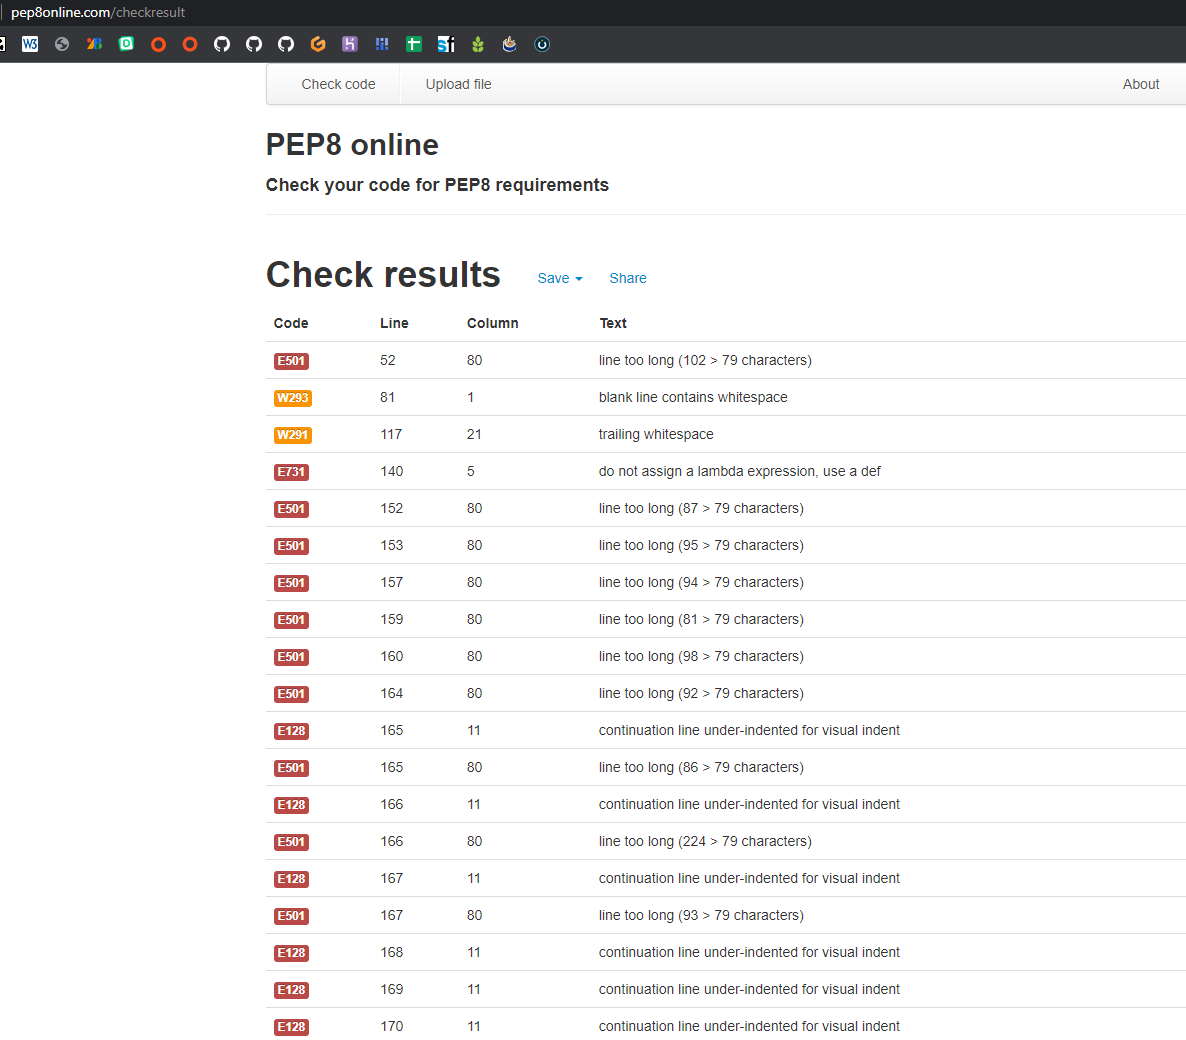 pep8online.com/checkresult
Check code Upload file About
PEP8 online
Check your code for PEP8 requirements
Check results Save Share
Code Line Column Text
E501 52 80 line too long (102 > 79 characters)
W293 81 1 blank line contains whitespace
W291 117 21 trailing whitespace
E731 140 5 do not assign a lambda expression, use a def
E501 152 80 line too long (87 > 79 characters)
E501 153 80 line too long (95 > 79 characters)
E501 157 80 line too long (94 > 79 characters)
E501 159 80 line too long (81 > 79 characters)
E501 160 80 line too long (98 > 79 characters)
E501 164 80 line too long (92 > 79 characters)
E128 165 11 continuation line under-indented for visual indent
E501 165 80 line too long (86 > 79 characters)
E128 166 11 continuation line under-indented for visual indent
E501 166 80 line too long (224 > 79 characters)
E128 167 11 continuation line under-indented for visual indent
E501 167 80 line too long (93 > 79 characters)
E128 168 11 continuation line under-indented for visual indent
E128 169 11 continuation line under-indented for visual indent
E128 170 11 continuation line under-indented for visual indent